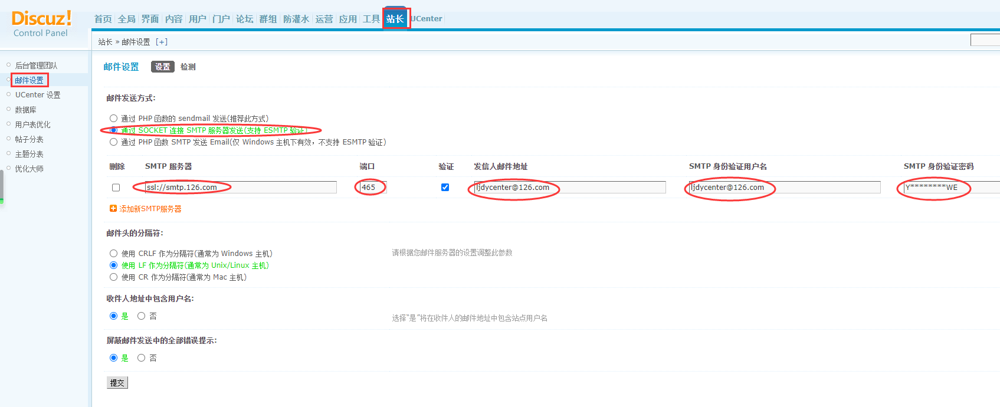 Discuz!
Control Panel
首页 全局 界面 内容 用户 门户 论坛 群组 防灌水 运营 应用 工具 站长 UCenter
站长 » 邮件设置 [+]
后台管理团队
邮件设置
UCenter 设置
数据库
用户表优化
帖子分表
主题分表
优化大师
邮件设置 设置 检测
邮件发送方式:
通过 PHP 函数的 sendmail 发送(推荐此方式)
通过 SOCKET 连接 SMTP 服务器发送(支持 ESMTP 验证)
通过 PHP 函数 SMTP 发送 Email(仅 Windows 主机下有效，不支持 ESMTP 验证)
删除 SMTP 服务器 端口 验证 发信人邮件地址 SMTP 身份验证用户名 SMTP 身份验证密码
ssl://smtp.126.com 465 ljdycenter@126.com ljdycenter@126.com Y********WE
添加新SMTP服务器
邮件头的分隔符:
使用 CRLF 作为分隔符(通常为 Windows 主机) 请根据您邮件服务器的设置调整此参数
使用 LF 作为分隔符(通常为 Unix/Linux 主机)
使用 CR 作为分隔符(通常为 Mac 主机)
收件人地址中包含用户名:
是 否 选择“是”将在收件人的邮件地址中包含站点用户名
屏蔽邮件发送中的全部错误提示:
是 否
提交